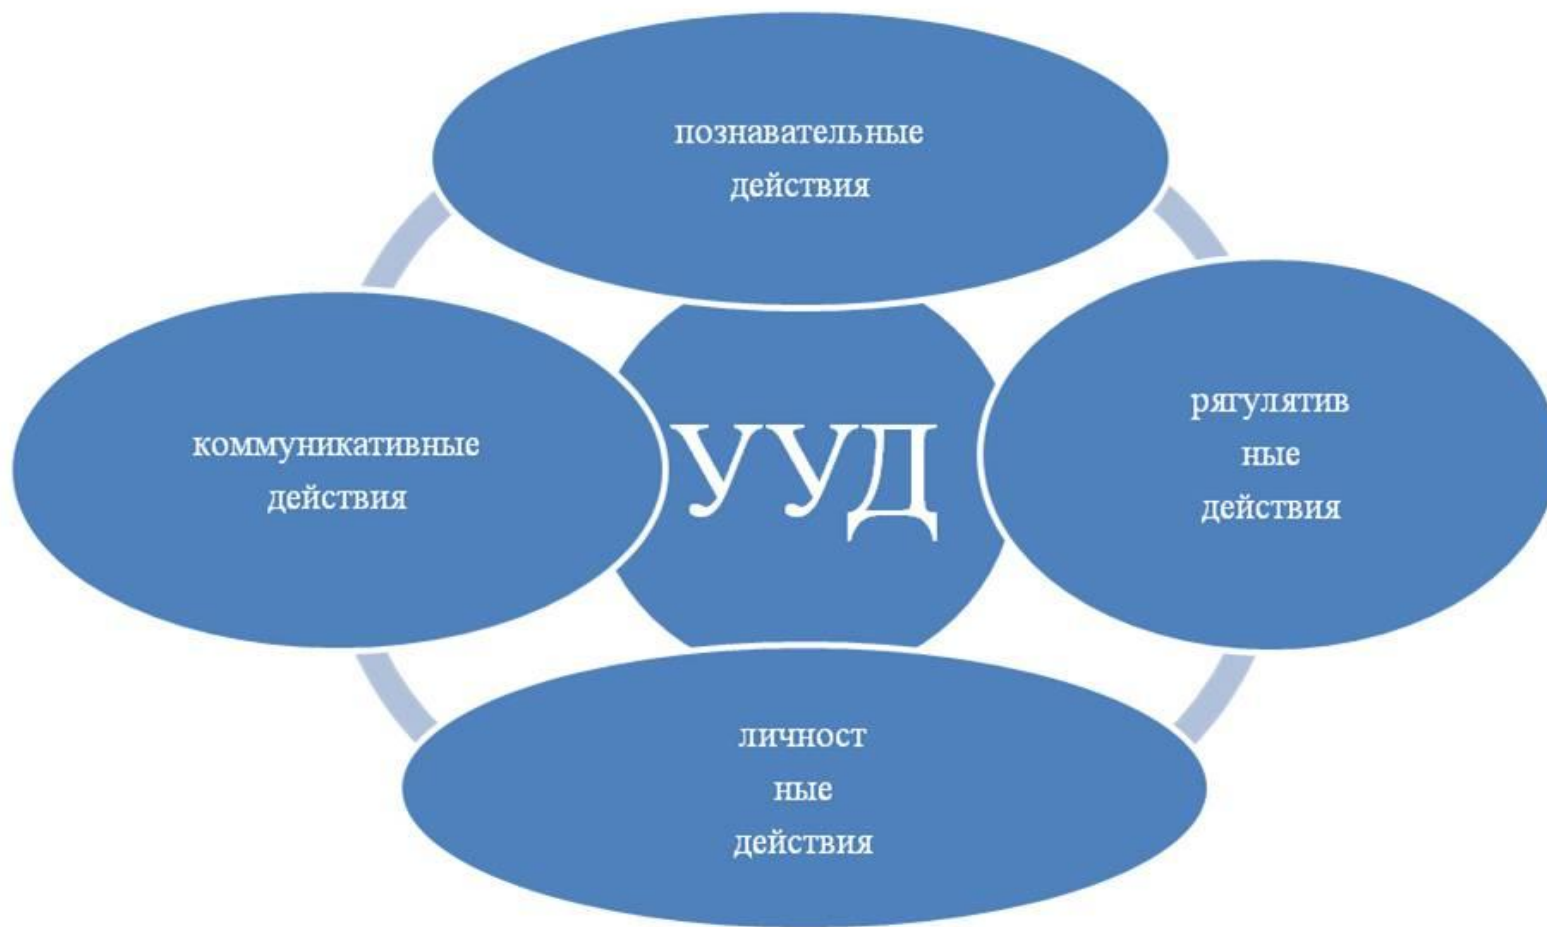 познавательные
действия
коммуникативные
действия
УУД
рягулятив
ные
действия
личност
ные
действия